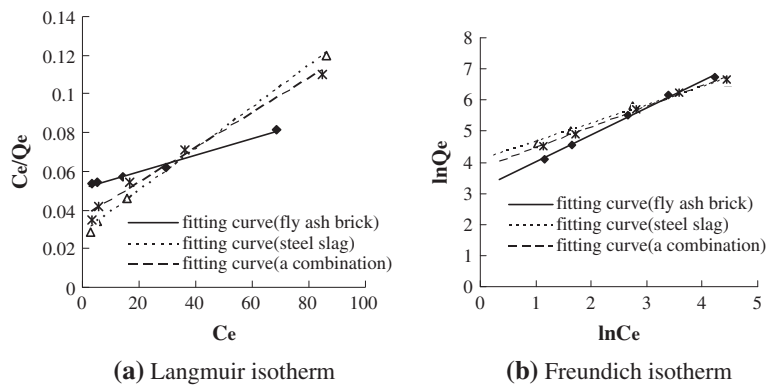 0.14
0.12
0.1
0.08
0.06
0.04
0.02
0
Ce/Qe
0 20 40 60 80 100
Ce
fitting curve(fly ash brick)
fitting curve(steel slag)
fitting curve(a combination)
(a) Langmuir isotherm
8
7
6
5
4
3
2
1
0
lnQe
0 1 2 3 4 5
lnCe
fitting curve(fly ash brick)
fitting curve(steel slag)
fitting curve(a combination)
(b) Freundich isotherm